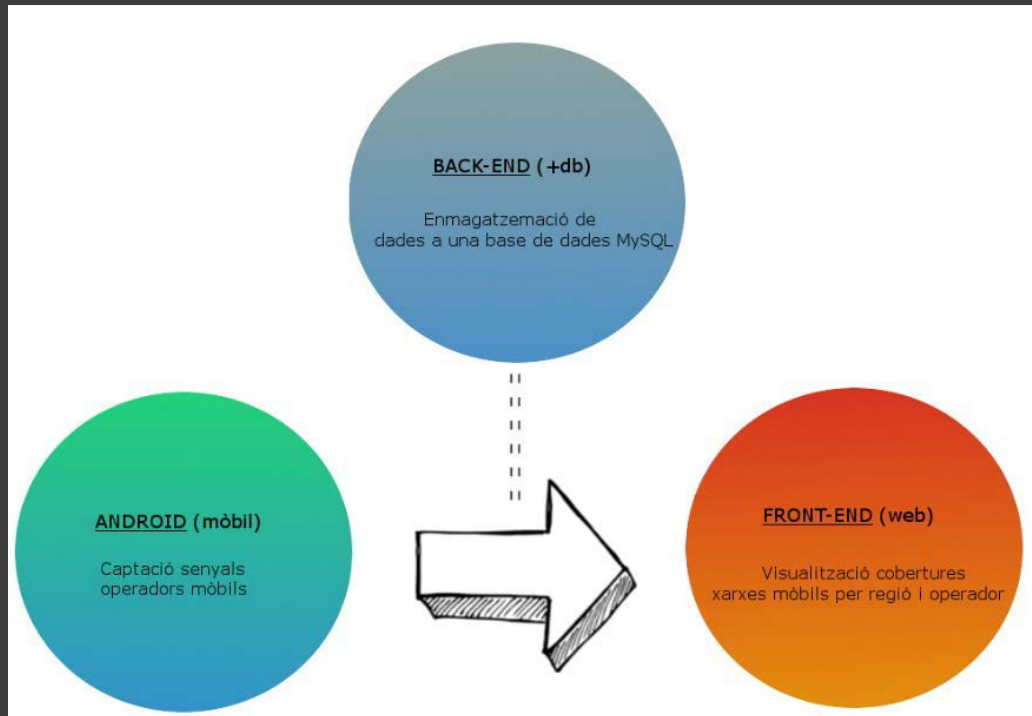 BACK-END (+db)
Enmagatzemació de
dades a una base de dades MySQL
ANDROID (mòbil)
Captació senyals
operadors mòbils
FRONT-END (web)
Visualització cobertures
xarxes mòbils per regió i operador